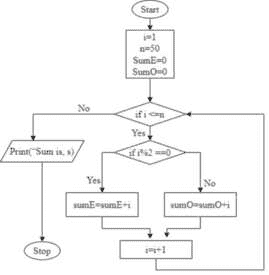 Start
i=1
n=50
SumE=0
SumO=0
No
if i <=n
Yes
Print("Sum is, s)
if i%2 ==0
Yes
No
sumE=sumE+i
sumO=sumO+i
Stop
i=i+1